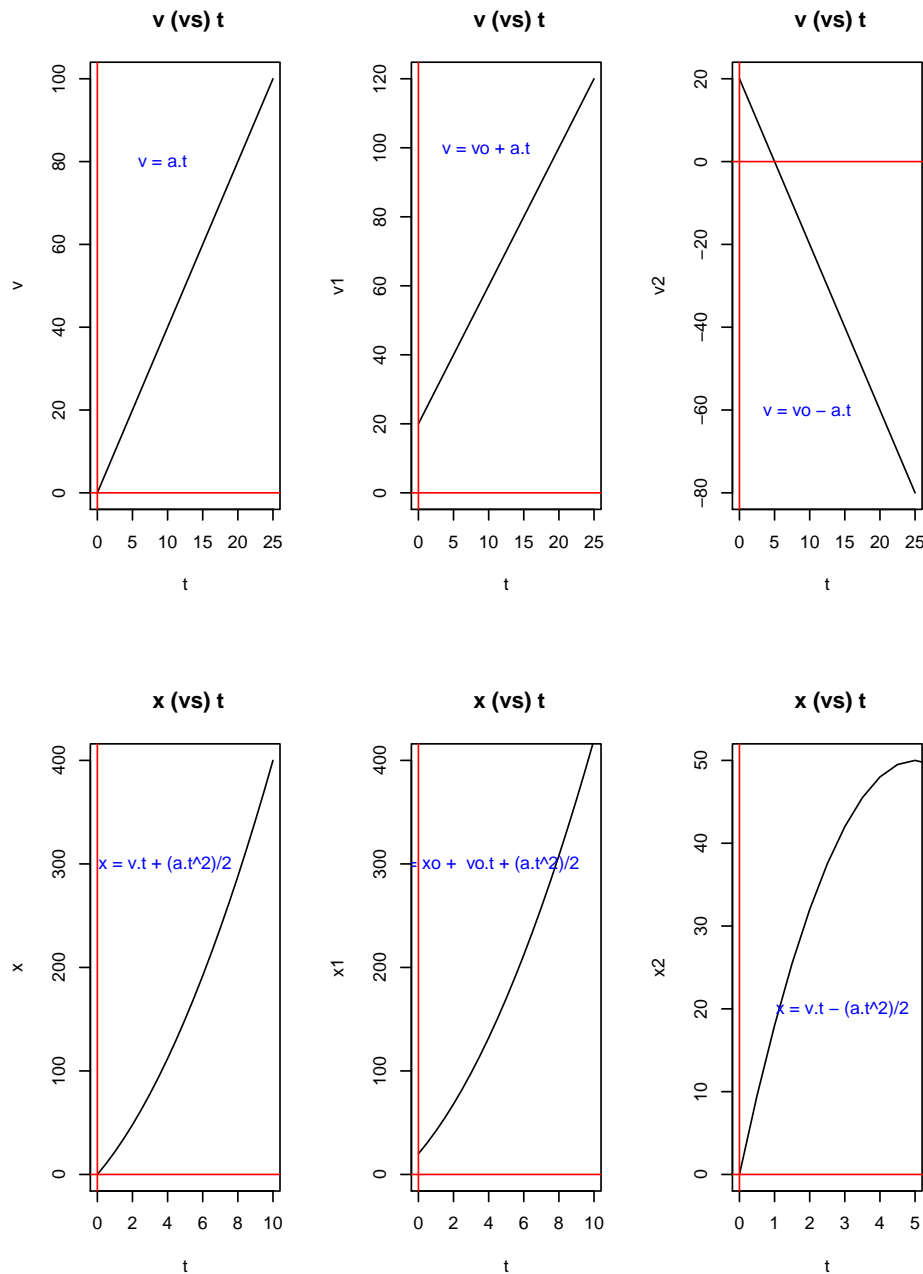 v (vs) t
v
0 20 40 60 80 100
v = a.t
0 5 10 15 20 25
t
v (vs) t
v1
0 20 40 60 80 100 120
v = vo + a.t
0 5 10 15 20 25
t
v (vs) t
v2
−80 −60 −40 −20 0 20
v = vo − a.t
0 5 10 15 20 25
t
x (vs) t
x
0 100 200 300 400
x = v.t + (a.t^2)/2
0 2 4 6 8 10
t
x (vs) t
x1
0 100 200 300 400
= xo +  vo.t + (a.t^2)/2
0 2 4 6 8 10
t
x (vs) t
x2
0 10 20 30 40 50
x = v.t − (a.t^2)/2
0 1 2 3 4 5
t